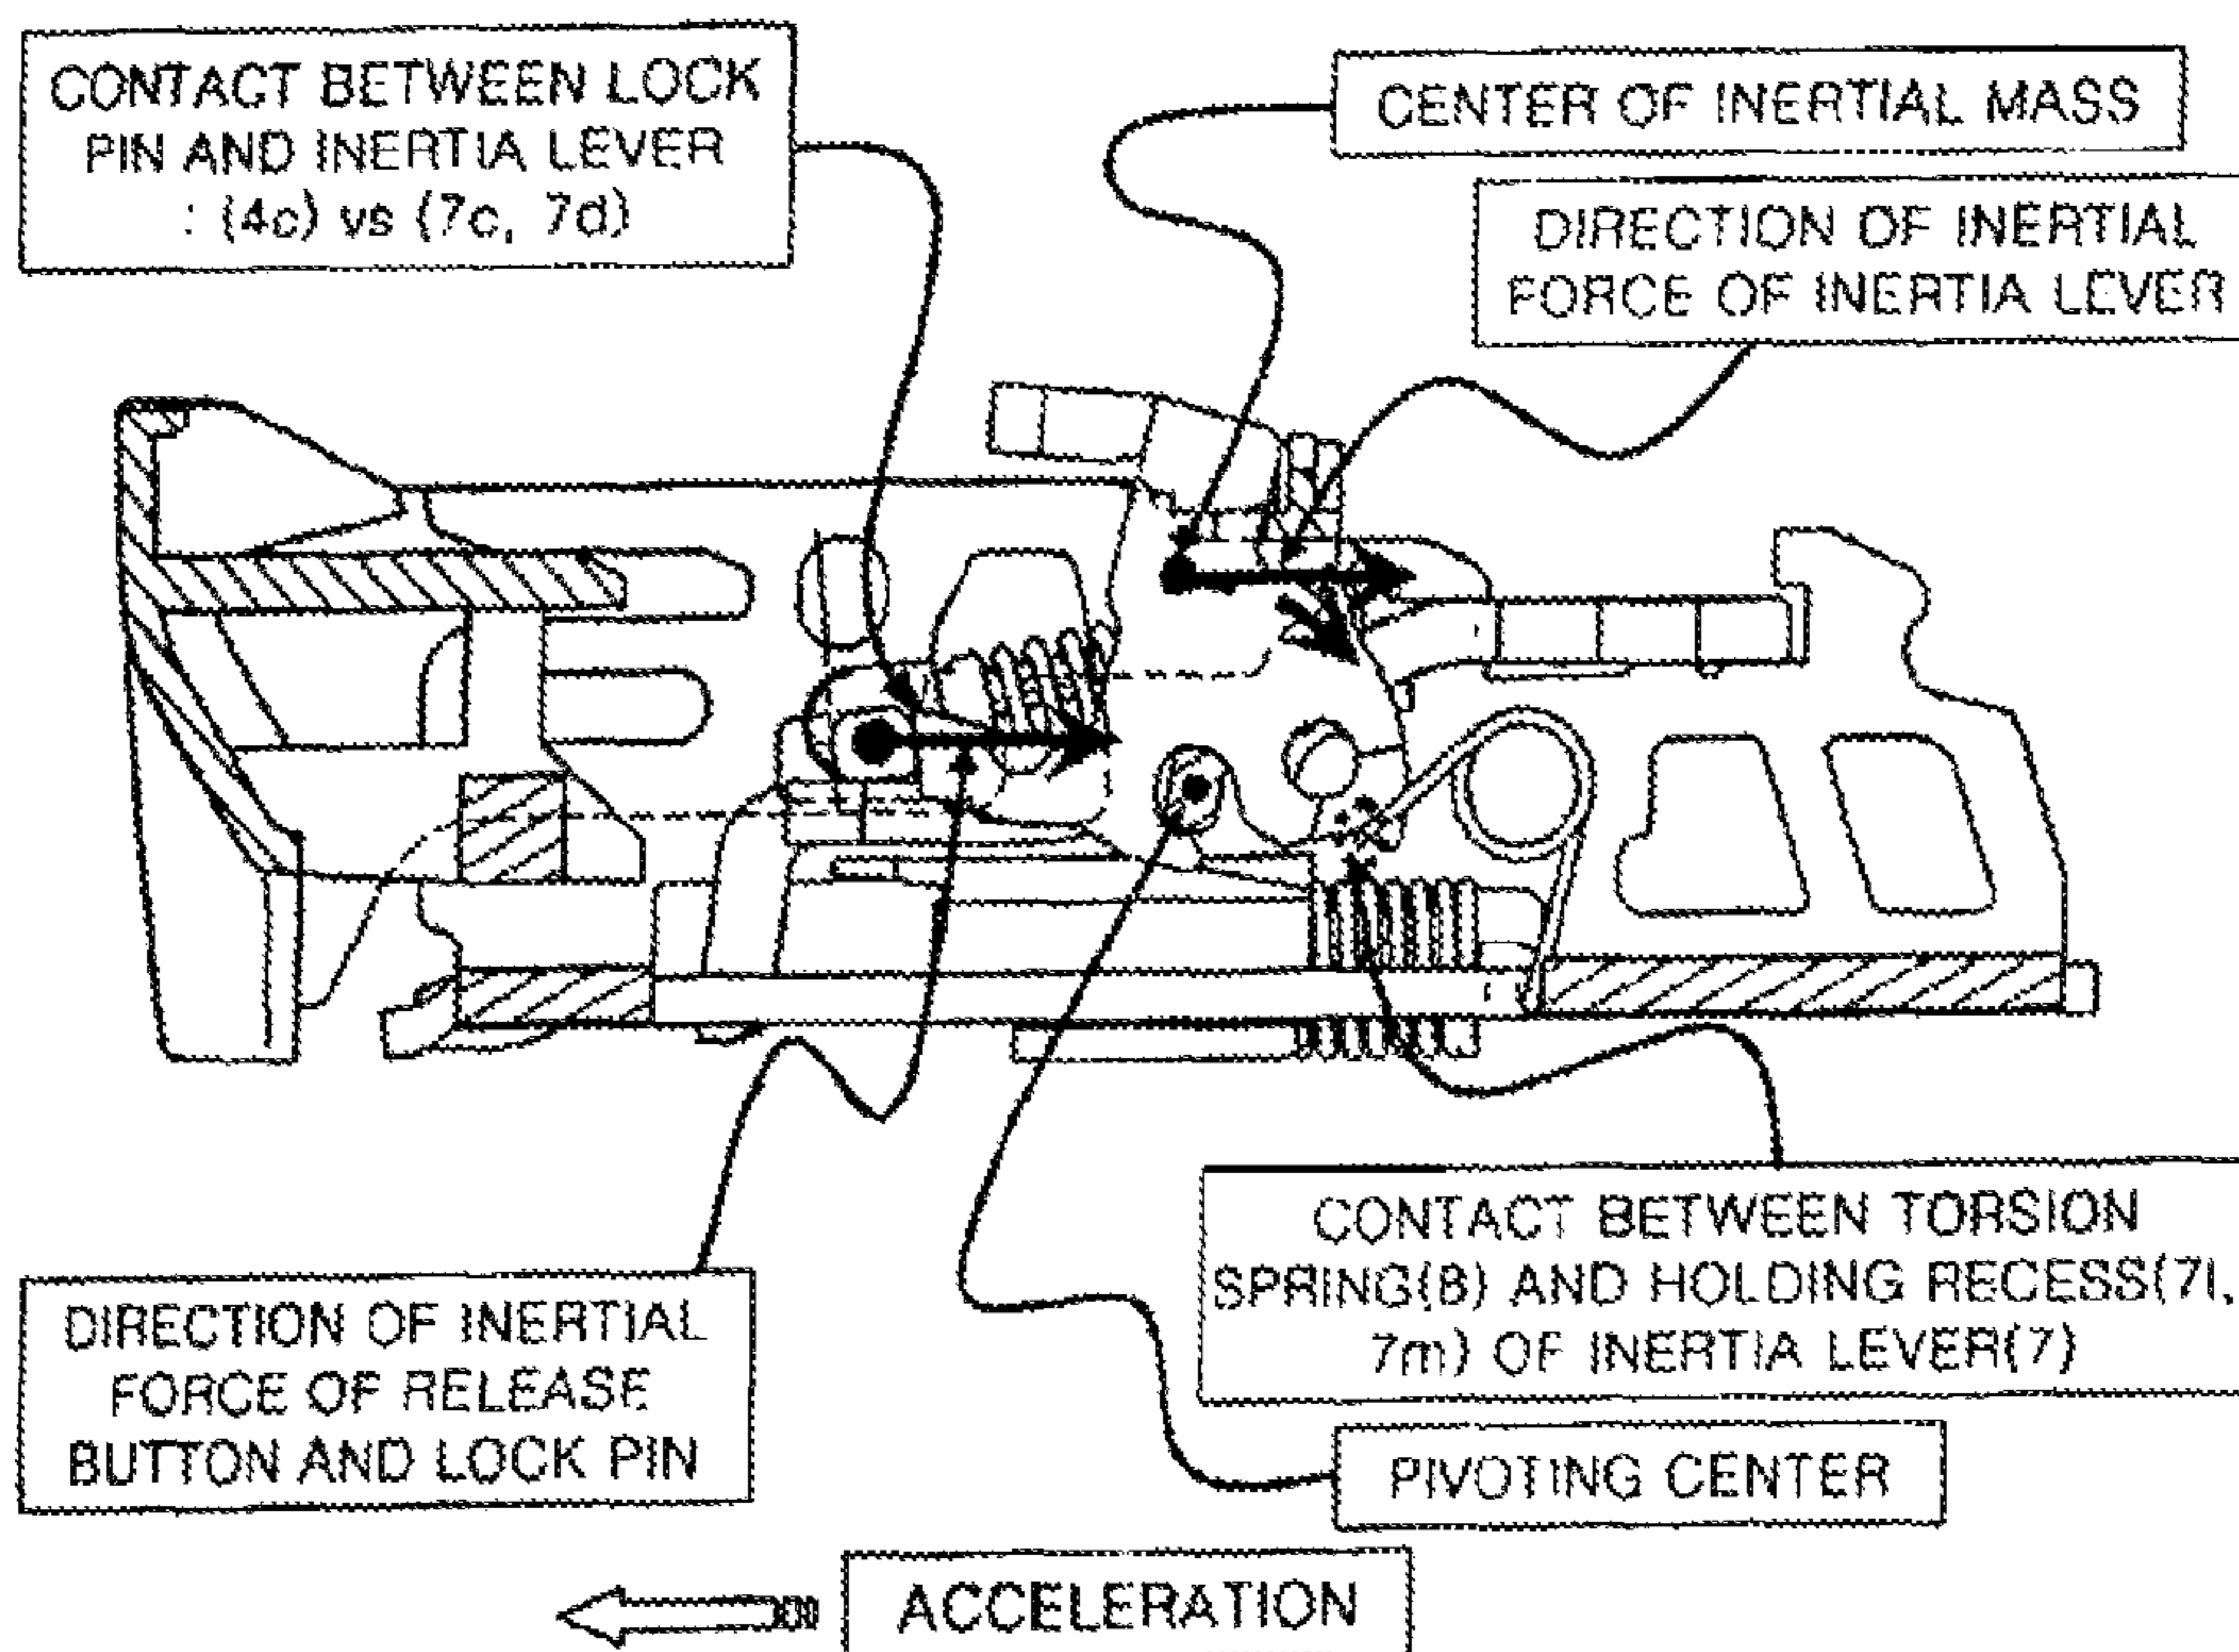 CONTACT BETWEEN LOCK
PIN AND INERTIA LEVER
: (4c) vs (7c, 7d)
CENTER OF INERTIAL MASS
DIRECTION OF INERTIAL
FORCE OF INERTIA LEVER
DIRECTION OF INERTIAL
FORCE OF RELEASE
BUTTON AND LOCK PIN
CONTACT BETWEEN TORSION
SPRING(8) AND HOLDING RECESS(7l,
7m) OF INERTIA LEVER(7)
PIVOTING CENTER
ACCELERATION